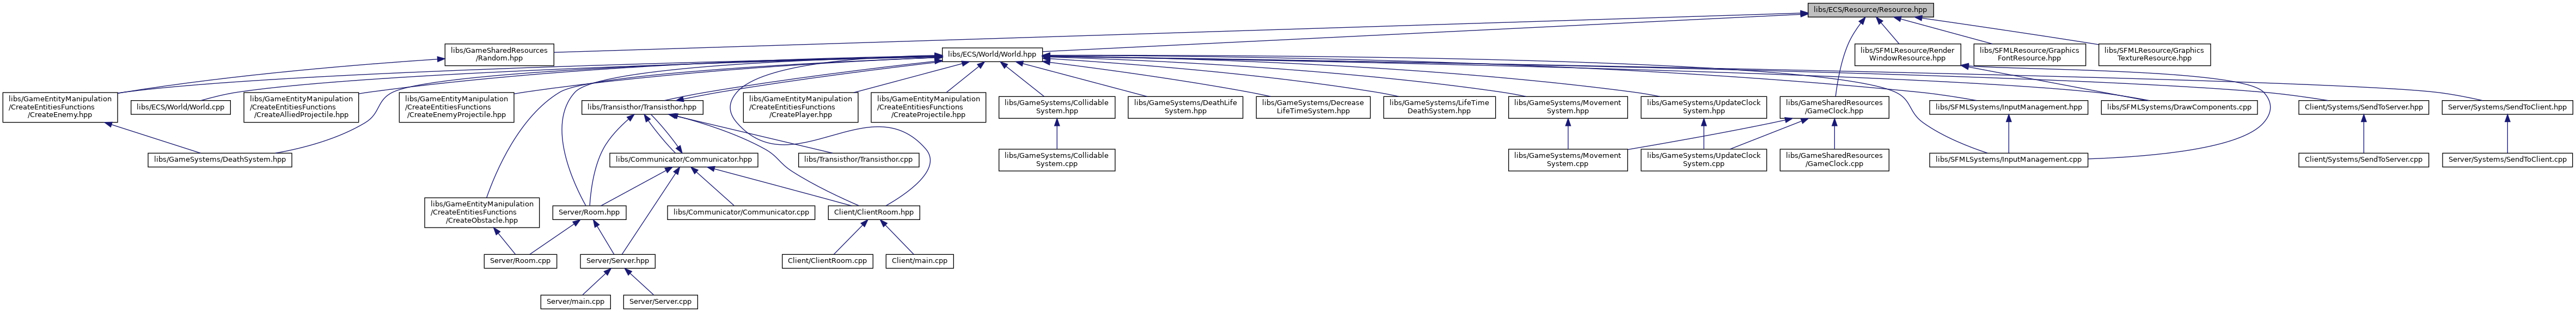 libs/ECS/Resource/Resource.hpp
libs/GameSharedResources
/Random.hpp
libs/ECS/World/World.hpp
libs/SFMLResource/Render
WindowResource.hpp
libs/SFMLResource/Graphics
FontResource.hpp
libs/SFMLResource/Graphics
TextureResource.hpp
libs/GameEntityManipulation
/CreateEntitiesFunctions
/CreateEnemy.hpp
libs/ECS/World/World.cpp
libs/GameEntityManipulation
/CreateEntitiesFunctions
/CreateAlliedProjectile.hpp
libs/GameEntityManipulation
/CreateEntitiesFunctions
/CreateEnemyProjectile.hpp
libs/Transisthor/Transisthor.hpp
libs/GameEntityManipulation
/CreateEntitiesFunctions
/CreatePlayer.hpp
libs/GameEntityManipulation
/CreateEntitiesFunctions
/CreateProjectile.hpp
libs/GameSystems/Collidable
System.hpp
libs/GameSystems/DeathLife
System.hpp
libs/GameSystems/Decrease
LifeTimeSystem.hpp
libs/GameSystems/LifeTime
DeathSystem.hpp
libs/GameSystems/Movement
System.hpp
libs/GameSystems/UpdateClock
System.hpp
libs/GameSharedResources
/GameClock.hpp
libs/SFMLSystems/InputManagement.hpp
libs/SFMLSystems/DrawComponents.cpp
Client/Systems/SendToServer.hpp
Server/Systems/SendToClient.hpp
libs/GameSystems/DeathSystem.hpp
libs/Communicator/Communicator.hpp
libs/Transisthor/Transisthor.cpp
libs/GameSystems/Collidable
System.cpp
libs/GameSystems/Movement
System.cpp
libs/GameSystems/UpdateClock
System.cpp
libs/GameSharedResources
/GameClock.cpp
libs/SFMLSystems/InputManagement.cpp
Client/Systems/SendToServer.cpp
Server/Systems/SendToClient.cpp
libs/GameEntityManipulation
/CreateEntitiesFunctions
/CreateObstacle.hpp
Server/Room.hpp
libs/Communicator/Communicator.cpp
Client/ClientRoom.hpp
Server/Room.cpp
Server/Server.hpp
Client/ClientRoom.cpp
Client/main.cpp
Server/main.cpp
Server/Server.cpp